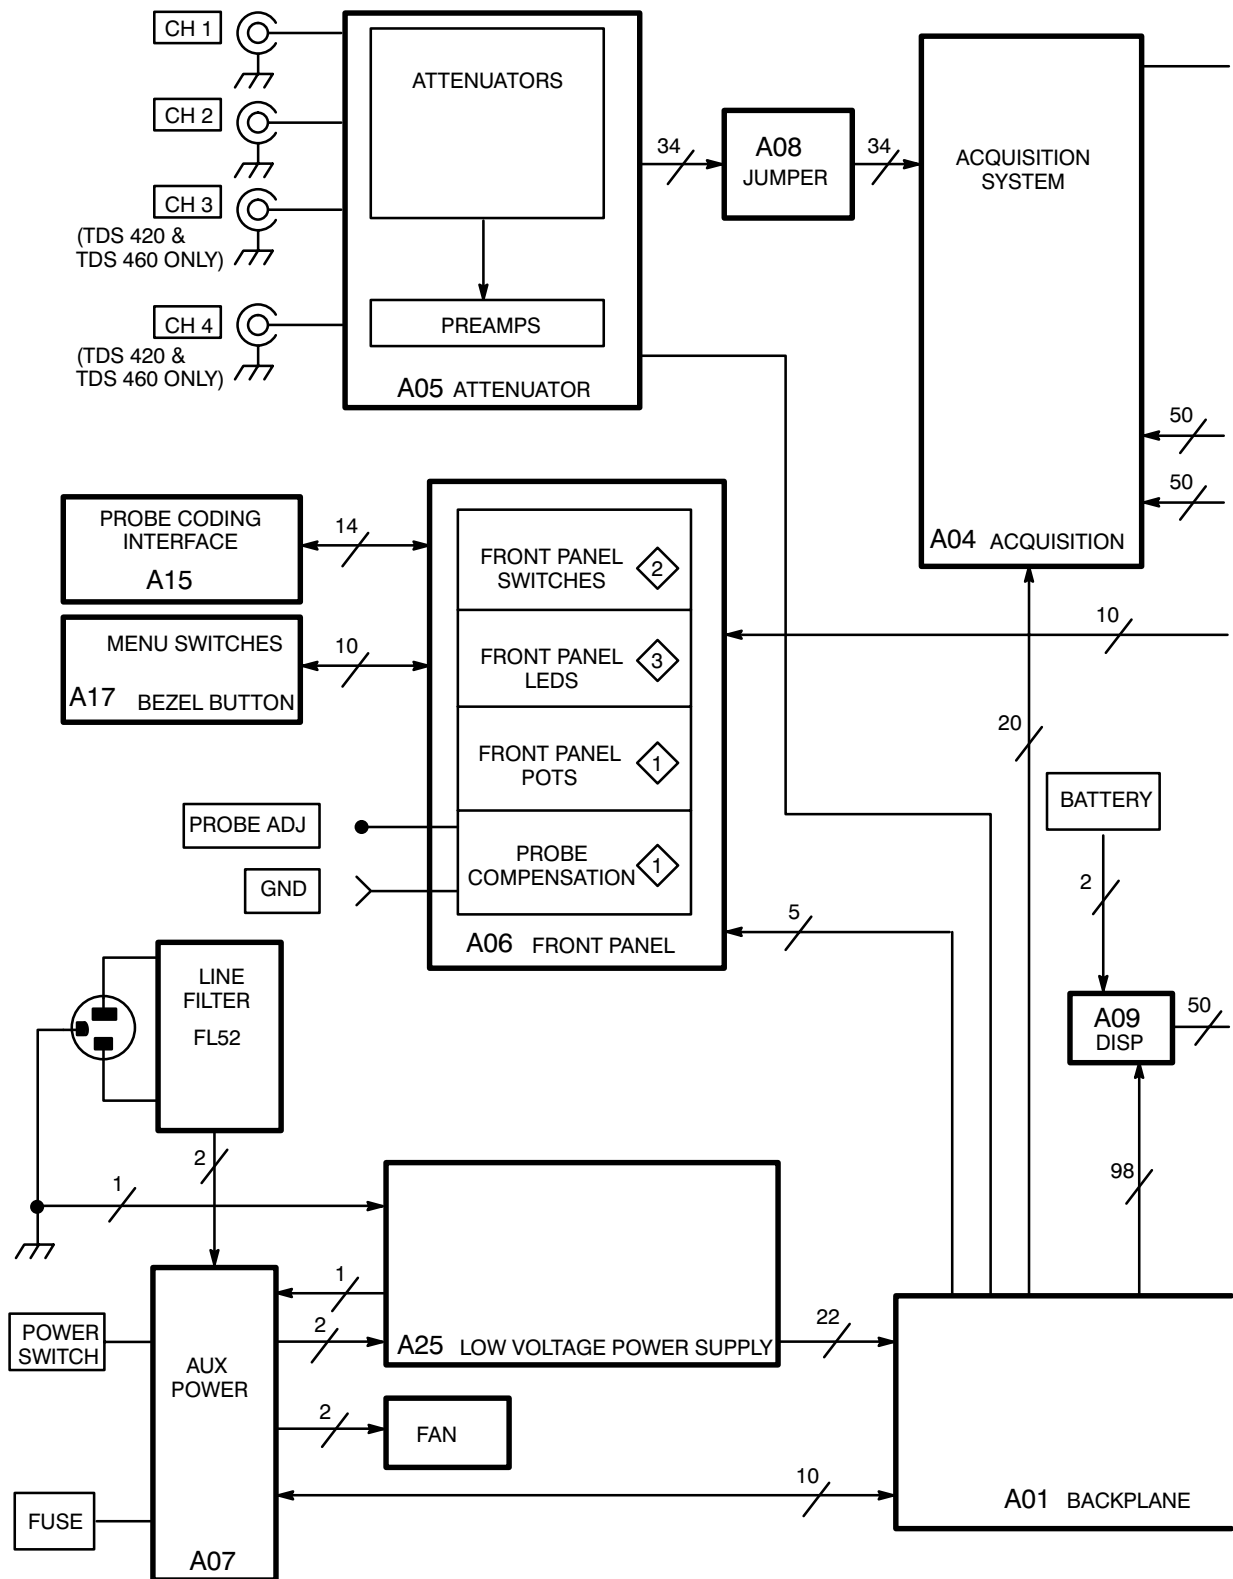 CH 1
CH 2
CH 3
(TDS 420 &
TDS 460 ONLY)
CH 4
(TDS 420 &
TDS 460 ONLY)
ATTENUATORS
PREAMPS
A05 ATTENUATOR
34
A08
JUMPER
34
ACQUISITION
SYSTEM
50
50
A04 ACQUISITION
PROBE CODING
INTERFACE
A15
14
MENU SWITCHES
A17 BEZEL BUTTON
10
FRONT PANEL
SWITCHES
2
FRONT PANEL
LEDS
3
FRONT PANEL
POTS
1
PROBE
COMPENSATION
1
A06 FRONT PANEL
PROBE ADJ
GND
10
20
BATTERY
2
5
A09
DISP
50
98
LINE
FILTER
FL52
2
1
1
2
A25 LOW VOLTAGE POWER SUPPLY
22
POWER
SWITCH
AUX
POWER
2
FAN
10
FUSE
A07
A01 BACKPLANE